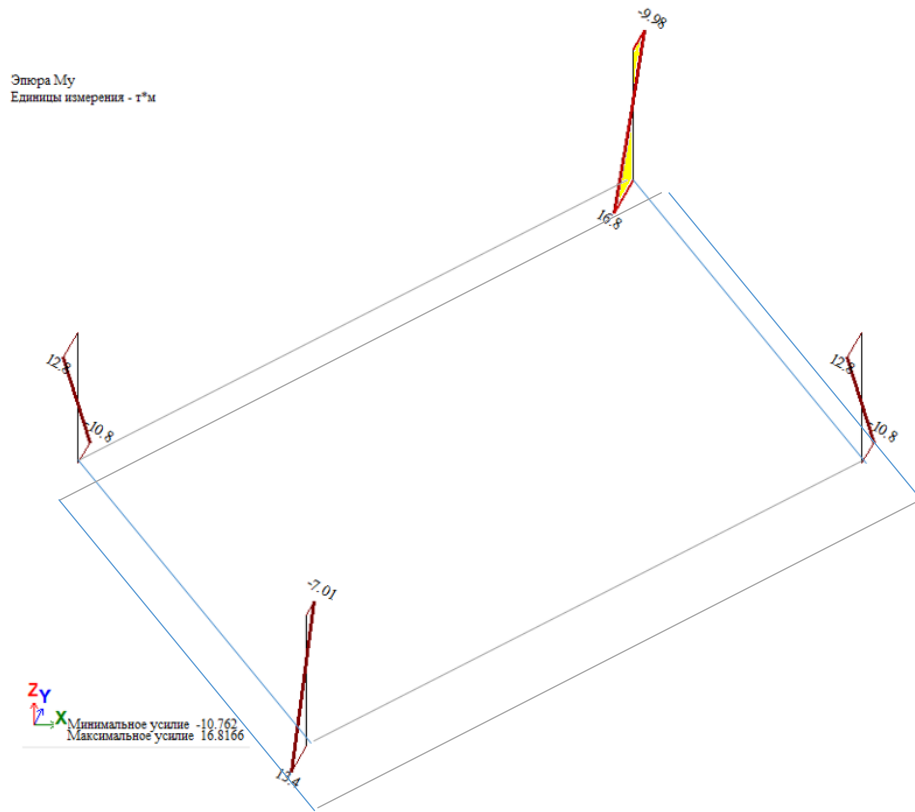 -9.98
Эпюра My
Единицы измерения - т*м
16.8
12.8
-10.8
12.8
-10.8
-7.01
13.4
Z
Y
X
Минимальное усилие -10.762
Максимальное усилие 16.8166